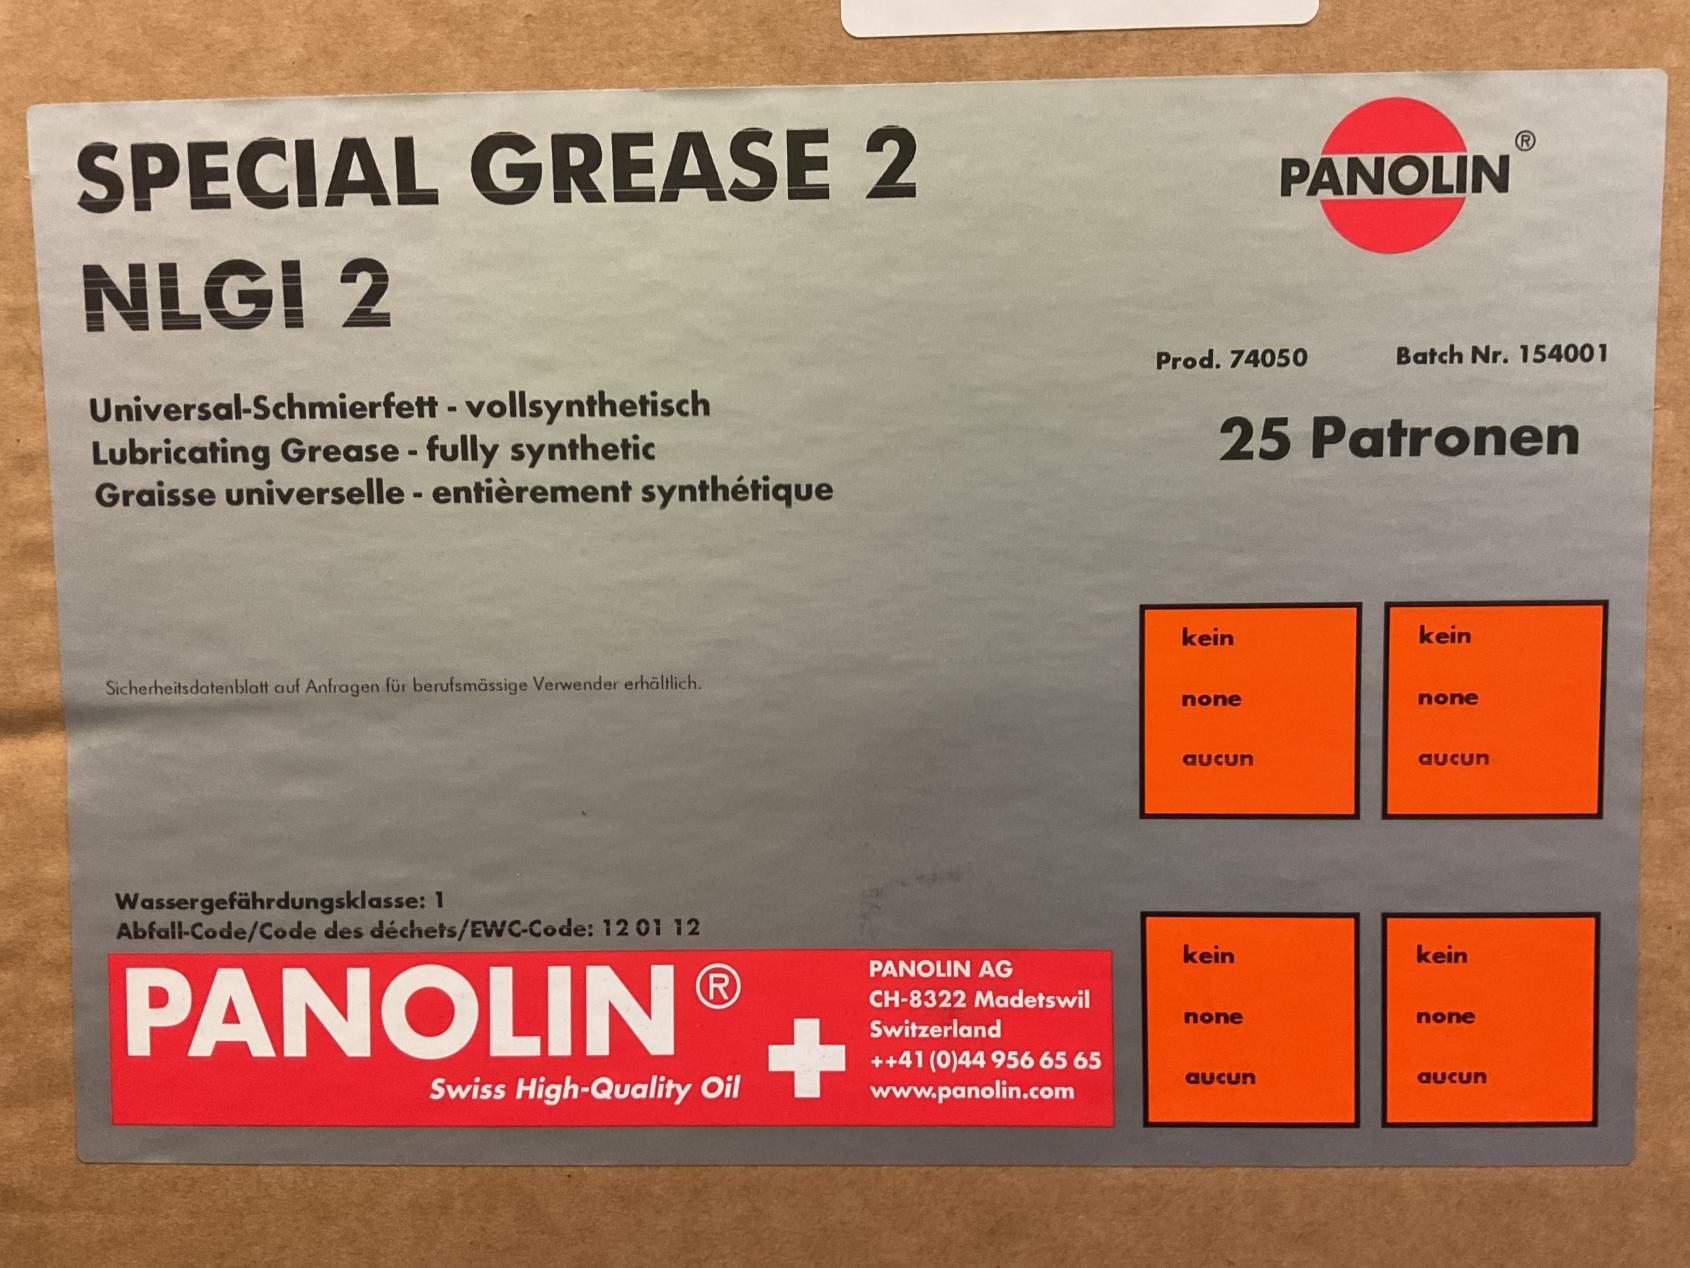 SPECIAL GREASE 2
NLGI 2
PANOLIN®
Prod. 74050 Batch Nr. 154001
25 Patronen
Universal-Schmierfett - vollsynthetisch
Lubricating Grease - fully synthetic
Graisse universelle - entièrement synthétique
Sicherheitsdatenblatt auf Anfragen für berufsmässige Verwender erhältlich.
kein
none
aucun
kein
none
aucun
Wassergefährdungsklasse: 1
Abfall-Code/Code des déchets/EWC-Code: 12 01 12
PANOLIN®
Swiss High-Quality Oil
PANOLIN AG
CH-8322 Madetswil
Switzerland
++41 (0)44 956 65 65
www.panolin.com
kein
none
aucun
kein
none
aucun